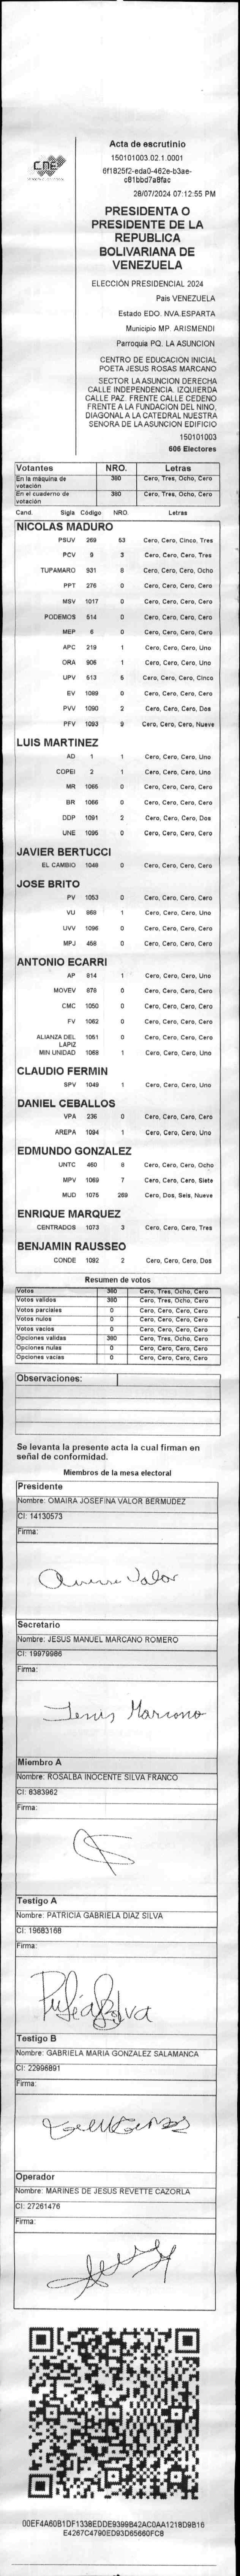 CNE
Acta de escrutinio
150101003.02.1.0001
6f1825f2-eda0-462e-b3ae-
c81bbd7a8fac
28/07/2024 07:12:55 PM
PRESIDENTA O
PRESIDENTE DE LA
REPUBLICA
BOLIVARIANA DE
VENEZUELA
ELECCIÓN PRESIDENCIAL 2024
País VENEZUELA
Estado EDO. NVA.ESPARTA
Municipio MP. ARISMENDI
Parroquia PQ. LA ASUNCION
CENTRO DE EDUCACION INICIAL
POETA JESUS ROSAS MARCANO
SECTOR LA ASUNCION DERECHA
CALLE INDEPENDENCIA. IZQUIERDA
CALLE PAZ. FRENTE CALLE CEDENO
FRENTE A LA FUNDACION DEL NINO,
DIAGONAL A LA CATEDRAL NUESTRA
SENORA DE LA ASUNCION EDIFICIO
150101003
606 Electores
Votantes NRO. Letras
En la máquina de votación 380 Cero, Tres, Ocho, Cero
En el cuaderno de votación 380 Cero, Tres, Ocho, Cero
Cand. Sigla Código NRO. Letras
NICOLAS MADURO
PSUV 269 53 Cero, Cero, Cinco, Tres
PCV 9 3 Cero, Cero, Cero, Tres
TUPAMARO 931 8 Cero, Cero, Cero, Ocho
PPT 276 0 Cero, Cero, Cero, Cero
MSV 1017 0 Cero, Cero, Cero, Cero
PODEMOS 514 0 Cero, Cero, Cero, Cero
MEP 6 0 Cero, Cero, Cero, Cero
APC 219 1 Cero, Cero, Cero, Uno
ORA 906 1 Cero, Cero, Cero, Uno
UPV 513 5 Cero, Cero, Cero, Cinco
EV 1089 0 Cero, Cero, Cero, Cero
PVV 1090 2 Cero, Cero, Cero, Dos
PFV 1093 9 Cero, Cero, Cero, Nueve
LUIS MARTINEZ
AD 1 1 Cero, Cero, Cero, Uno
COPEI 2 1 Cero, Cero, Cero, Uno
MR 1065 0 Cero, Cero, Cero, Cero
BR 1066 0 Cero, Cero, Cero, Cero
DDP 1091 2 Cero, Cero, Cero, Dos
UNE 1095 0 Cero, Cero, Cero, Cero
JAVIER BERTUCCI
EL CAMBIO 1048 0 Cero, Cero, Cero, Cero
JOSE BRITO
PV 1053 0 Cero, Cero, Cero, Cero
VU 869 1 Cero, Cero, Cero, Uno
UVV 1096 0 Cero, Cero, Cero, Cero
MPJ 458 0 Cero, Cero, Cero, Cero
ANTONIO ECARRI
AP 814 1 Cero, Cero, Cero, Uno
MOVEV 878 0 Cero, Cero, Cero, Cero
CMC 1050 0 Cero, Cero, Cero, Cero
FV 1062 0 Cero, Cero, Cero, Cero
ALIANZA DEL LAPIZ 1051 0 Cero, Cero, Cero, Cero
MIN UNIDAD 1068 1 Cero, Cero, Cero, Uno
CLAUDIO FERMIN
SPV 1049 1 Cero, Cero, Cero, Uno
DANIEL CEBALLOS
VPA 236 0 Cero, Cero, Cero, Cero
AREPA 1094 1 Cero, Cero, Cero, Uno
EDMUNDO GONZALEZ
UNTC 460 8 Cero, Cero, Cero, Ocho
MPV 1069 7 Cero, Cero, Cero, Siete
MUD 1075 269 Cero, Dos, Seis, Nueve
ENRIQUE MARQUEZ
CENTRADOS 1073 3 Cero, Cero, Cero, Tres
BENJAMIN RAUSSEO
CONDE 1092 2 Cero, Cero, Cero, Dos
Resumen de votos
Votos 380 Cero, Tres, Ocho, Cero
Votos validos 380 Cero, Tres, Ocho, Cero
Votos parciales 0 Cero, Cero, Cero, Cero
Votos nulos 0 Cero, Cero, Cero, Cero
Votos vacios 0 Cero, Cero, Cero, Cero
Opciones validas 380 Cero, Tres, Ocho, Cero
Opciones nulas 0 Cero, Cero, Cero, Cero
Opciones vacias 0 Cero, Cero, Cero, Cero
Observaciones:
Se levanta la presente acta la cual firman en
señal de conformidad.
Miembros de la mesa electoral
Presidente
Nombre: OMAIRA JOSEFINA VALOR BERMUDEZ
CI: 14130573
Firma:
Secretario
Nombre: JESUS MANUEL MARCANO ROMERO
CI: 19979986
Firma:
Jesus Marcano
Miembro A
Nombre: ROSALBA INOCENTE SILVA FRANCO
CI: 8383962
Firma:
Testigo A
Nombre: PATRICIA GABRIELA DIAZ SILVA
CI: 19683168
Firma:
Testigo B
Nombre: GABRIELA MARIA GONZALEZ SALAMANCA
CI: 22996891
Firma:
Operador
Nombre: MARINES DE JESUS REVETTE CAZORLA
CI: 27261476
Firma:
00EF4A60B1DF1338EDDE9399B42AC0AA1218D9B16
E4267C4790ED93D65660FC8